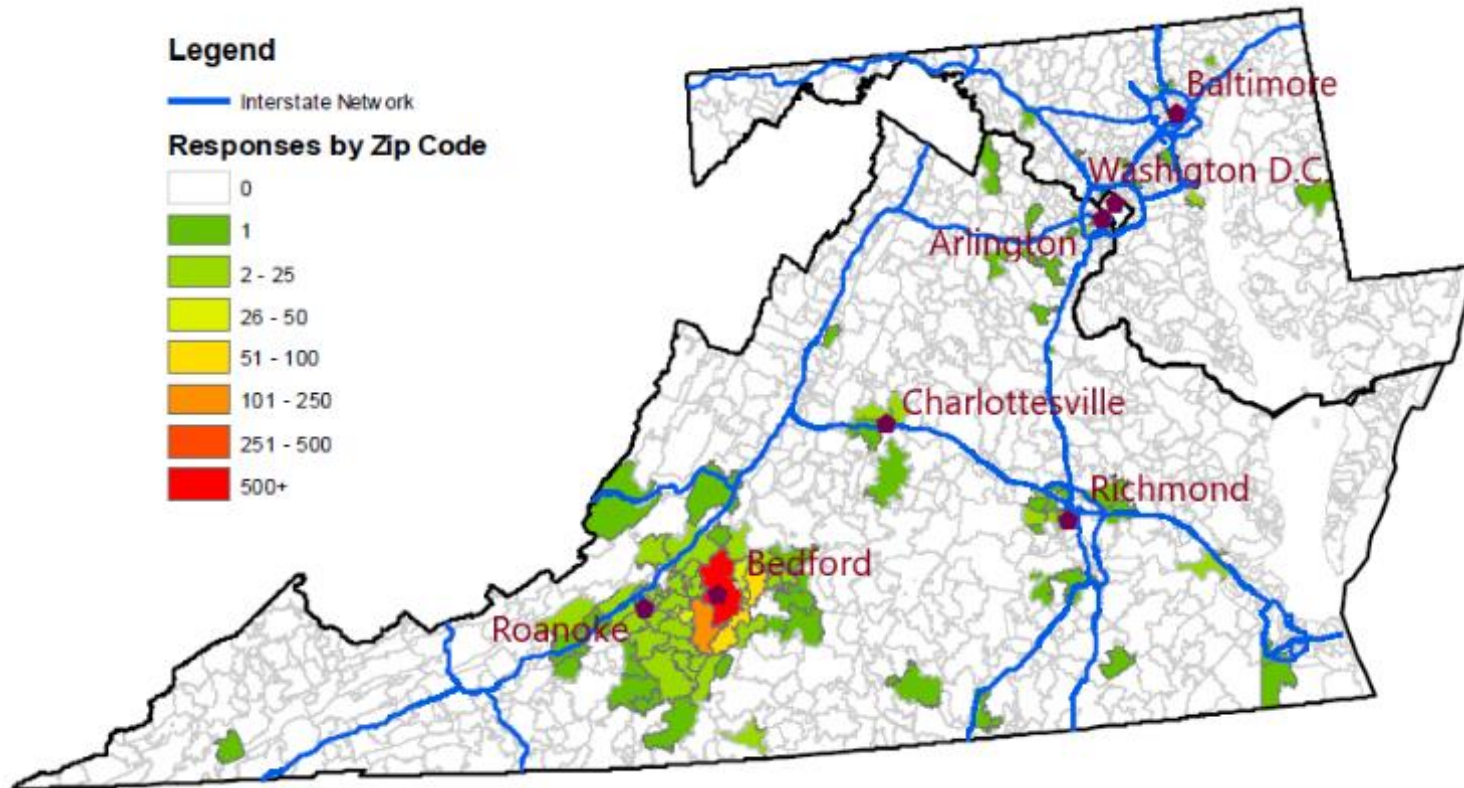 Legend
Interstate Network
Responses by Zip Code
0
1
2 - 25
26 - 50
51 - 100
101 - 250
251 - 500
500+
Baltimore
Washigton D.C.
Arlington
Charlottesville
Richmond
Bedford
Roanoke